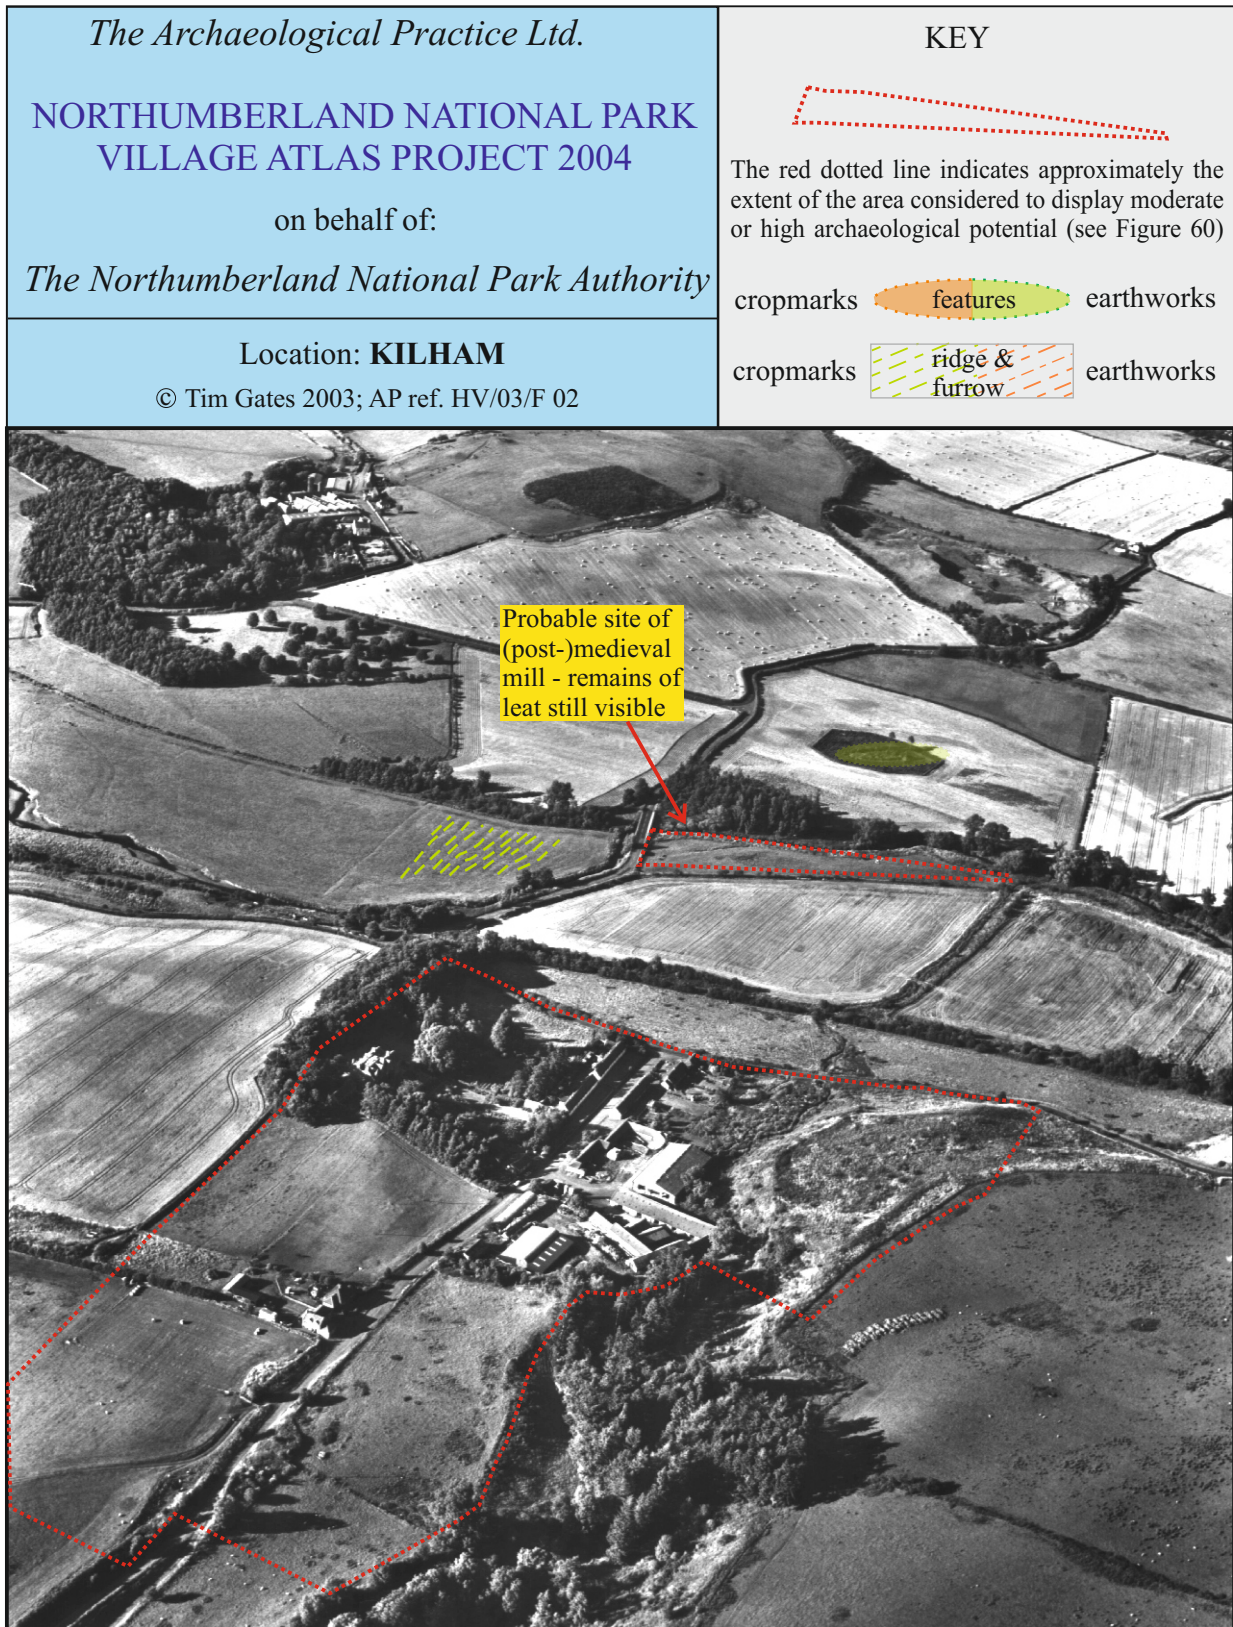 The Archaeological Practice Ltd.
NORTHUMBERLAND NATIONAL PARK
VILLAGE ATLAS PROJECT 2004
on behalf of:
The Northumberland National Park Authority
Location: KILHAM
© Tim Gates 2003; AP ref. HV/03/F 02
KEY
The red dotted line indicates approximately the
extent of the area considered to display moderate
or high archaeological potential (see Figure 60)
cropmarks features earthworks
cropmarks ridge & earthworks
furrow
Probable site of
(post-)medieval
mill - remains of
leat still visible